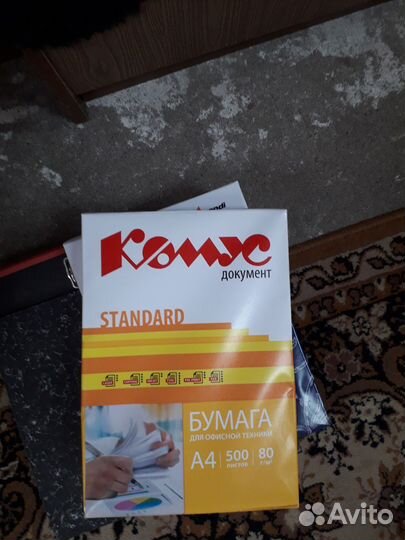 Комус
документ
STANDARD
БУМАГА
ДЛЯ ОФИСНОЙ ТЕХНИКИ
А4 500 80
листов г/м²
Avito